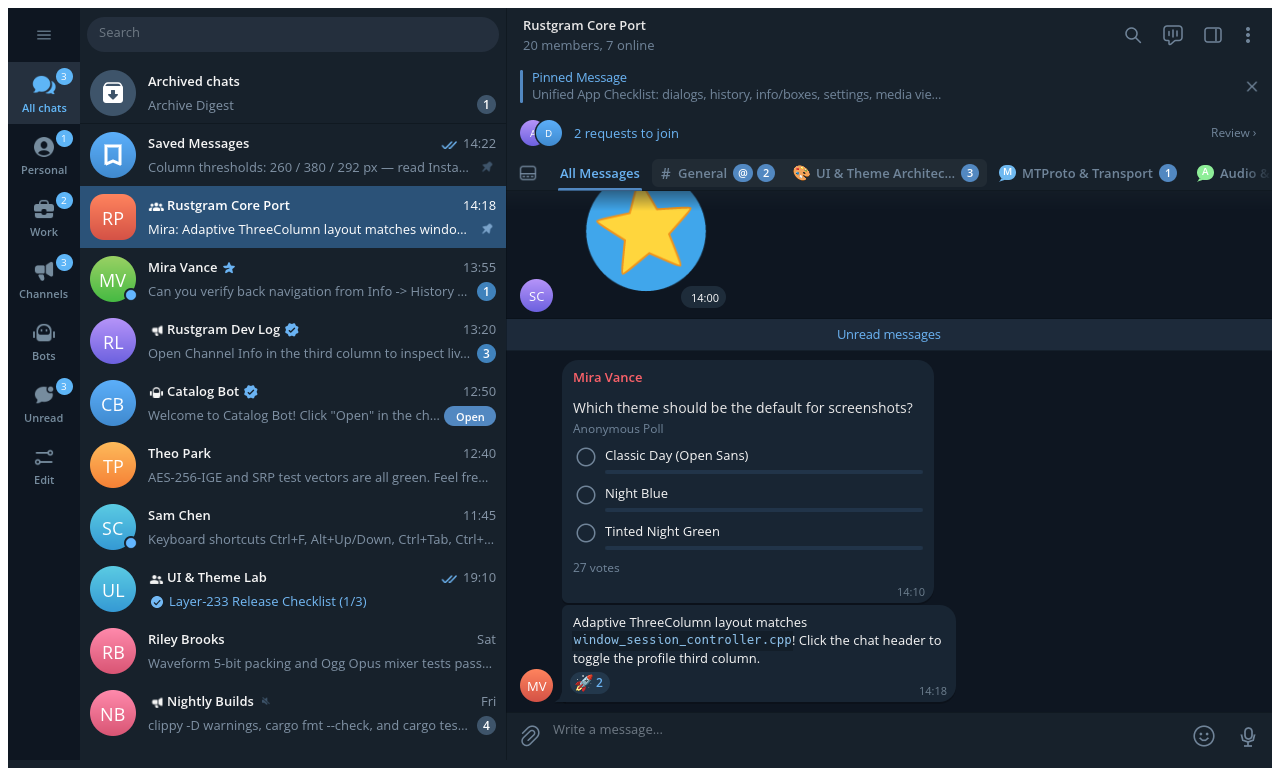 Search
3
All chats
1
Personal
2
Work
3
Channels
Bots
3
Unread
Edit
Archived chats
Archive Digest
1
Saved Messages
14:22
Column thresholds: 260 / 380 / 292 px — read Insta...
RP
Rustgram Core Port
14:18
Mira: Adaptive ThreeColumn layout matches windo...
MV
Mira Vance
13:55
Can you verify back navigation from Info -> History ...
1
RL
Rustgram Dev Log
13:20
Open Channel Info in the third column to inspect liv...
3
CB
Catalog Bot
12:50
Welcome to Catalog Bot! Click "Open" in the ch...
Open
TP
Theo Park
12:40
AES-256-IGE and SRP test vectors are all green. Feel fre...
SC
Sam Chen
11:45
Keyboard shortcuts Ctrl+F, Alt+Up/Down, Ctrl+Tab, Ctrl+...
UL
UI & Theme Lab
19:10
Layer-233 Release Checklist (1/3)
RB
Riley Brooks
Sat
Waveform 5-bit packing and Ogg Opus mixer tests pass...
NB
Nightly Builds
Fri
clippy -D warnings, cargo fmt --check, and cargo tes...
4
Rustgram Core Port
20 members, 7 online
Pinned Message
Unified App Checklist: dialogs, history, info/boxes, settings, media vie...
A
D
2 requests to join
Review ›
All Messages
# General @ 2
UI & Theme Architec... 3
M MTProto & Transport 1
A Audio &
SC
14:00
Unread messages
Mira Vance
Which theme should be the default for screenshots?
Anonymous Poll
Classic Day (Open Sans)
Night Blue
Tinted Night Green
27 votes
14:10
Adaptive ThreeColumn layout matches
window_session_controller.cpp! Click the chat header to
toggle the profile third column.
🚀 2
14:18
MV
Write a message...